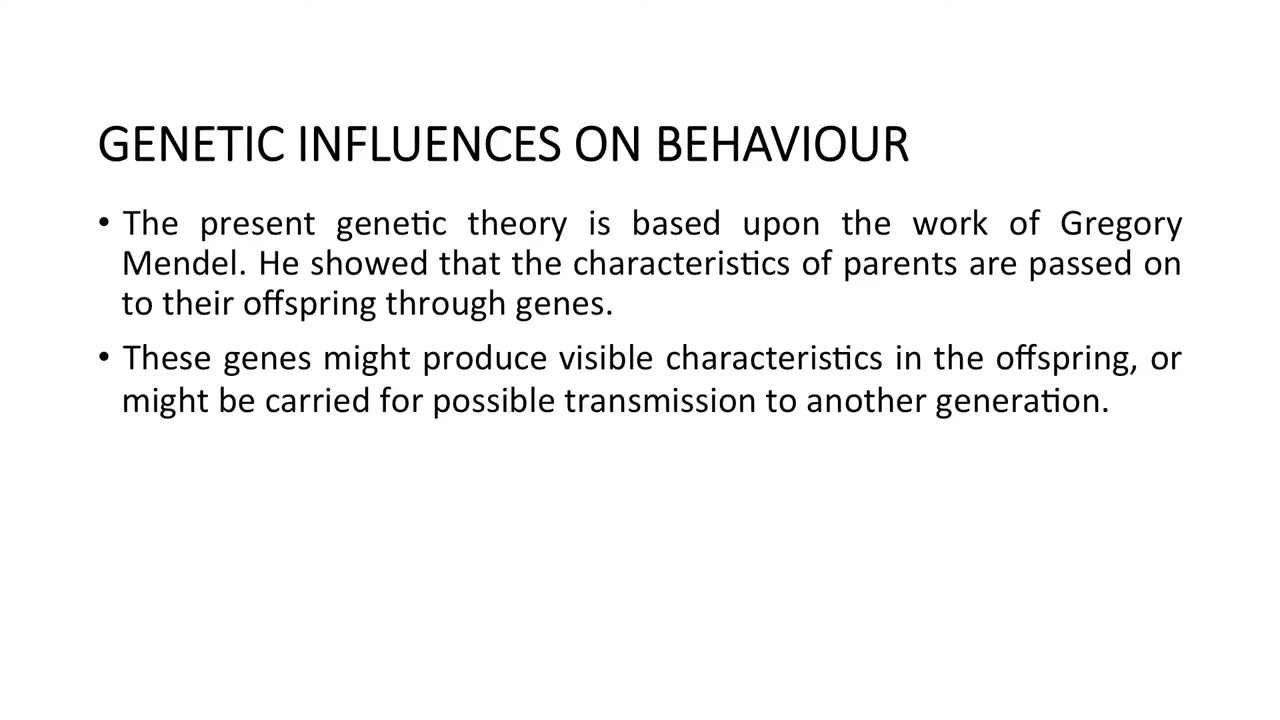 GENETIC INFLUENCES ON BEHAVIOUR
• The present genetic theory is based upon the work of Gregory
Mendel. He showed that the characteristics of parents are passed on
to their offspring through genes.
• These genes might produce visible characteristics in the offspring, or
might be carried for possible transmission to another generation.